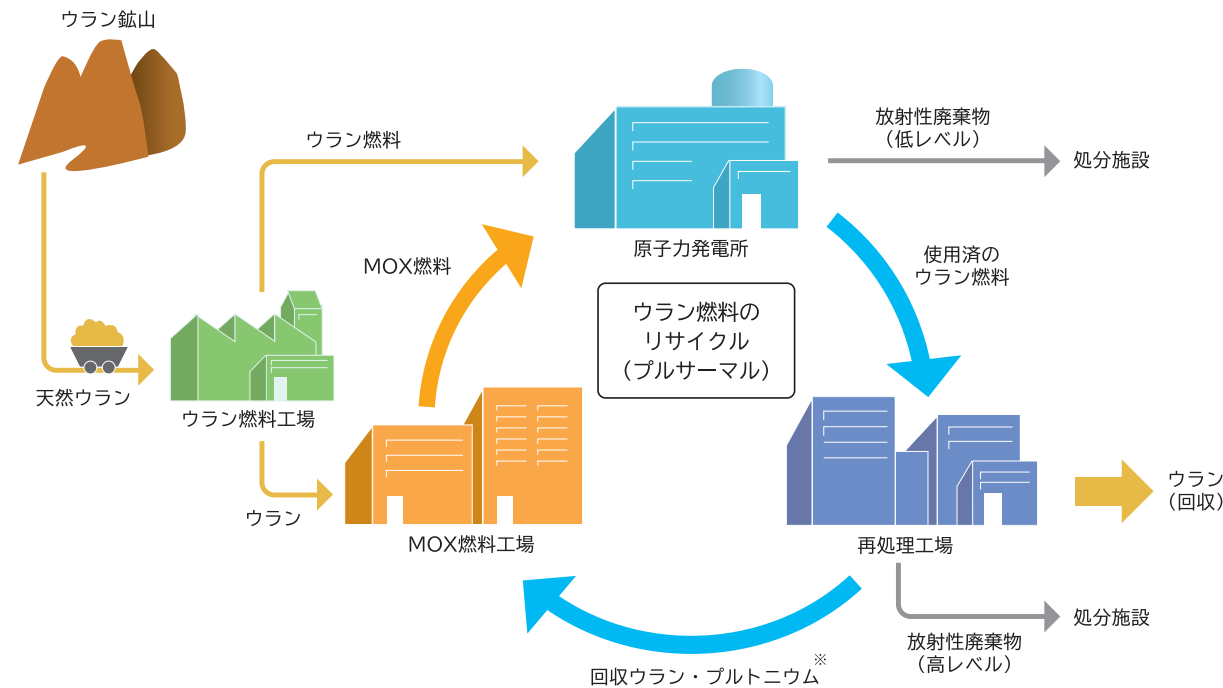 ウラン鉱山
ウラン燃料
放射性廃棄物
（低レベル）
処分施設
原子力発電所
MOX燃料
使用済の
ウラン燃料
ウラン燃料の
リサイクル
（プルサーマル）
天然ウラン
ウラン燃料工場
ウラン
MOX燃料工場
再処理工場
ウラン
（回収）
処分施設
放射性廃棄物
（高レベル）
回収ウラン・プルトニウム※